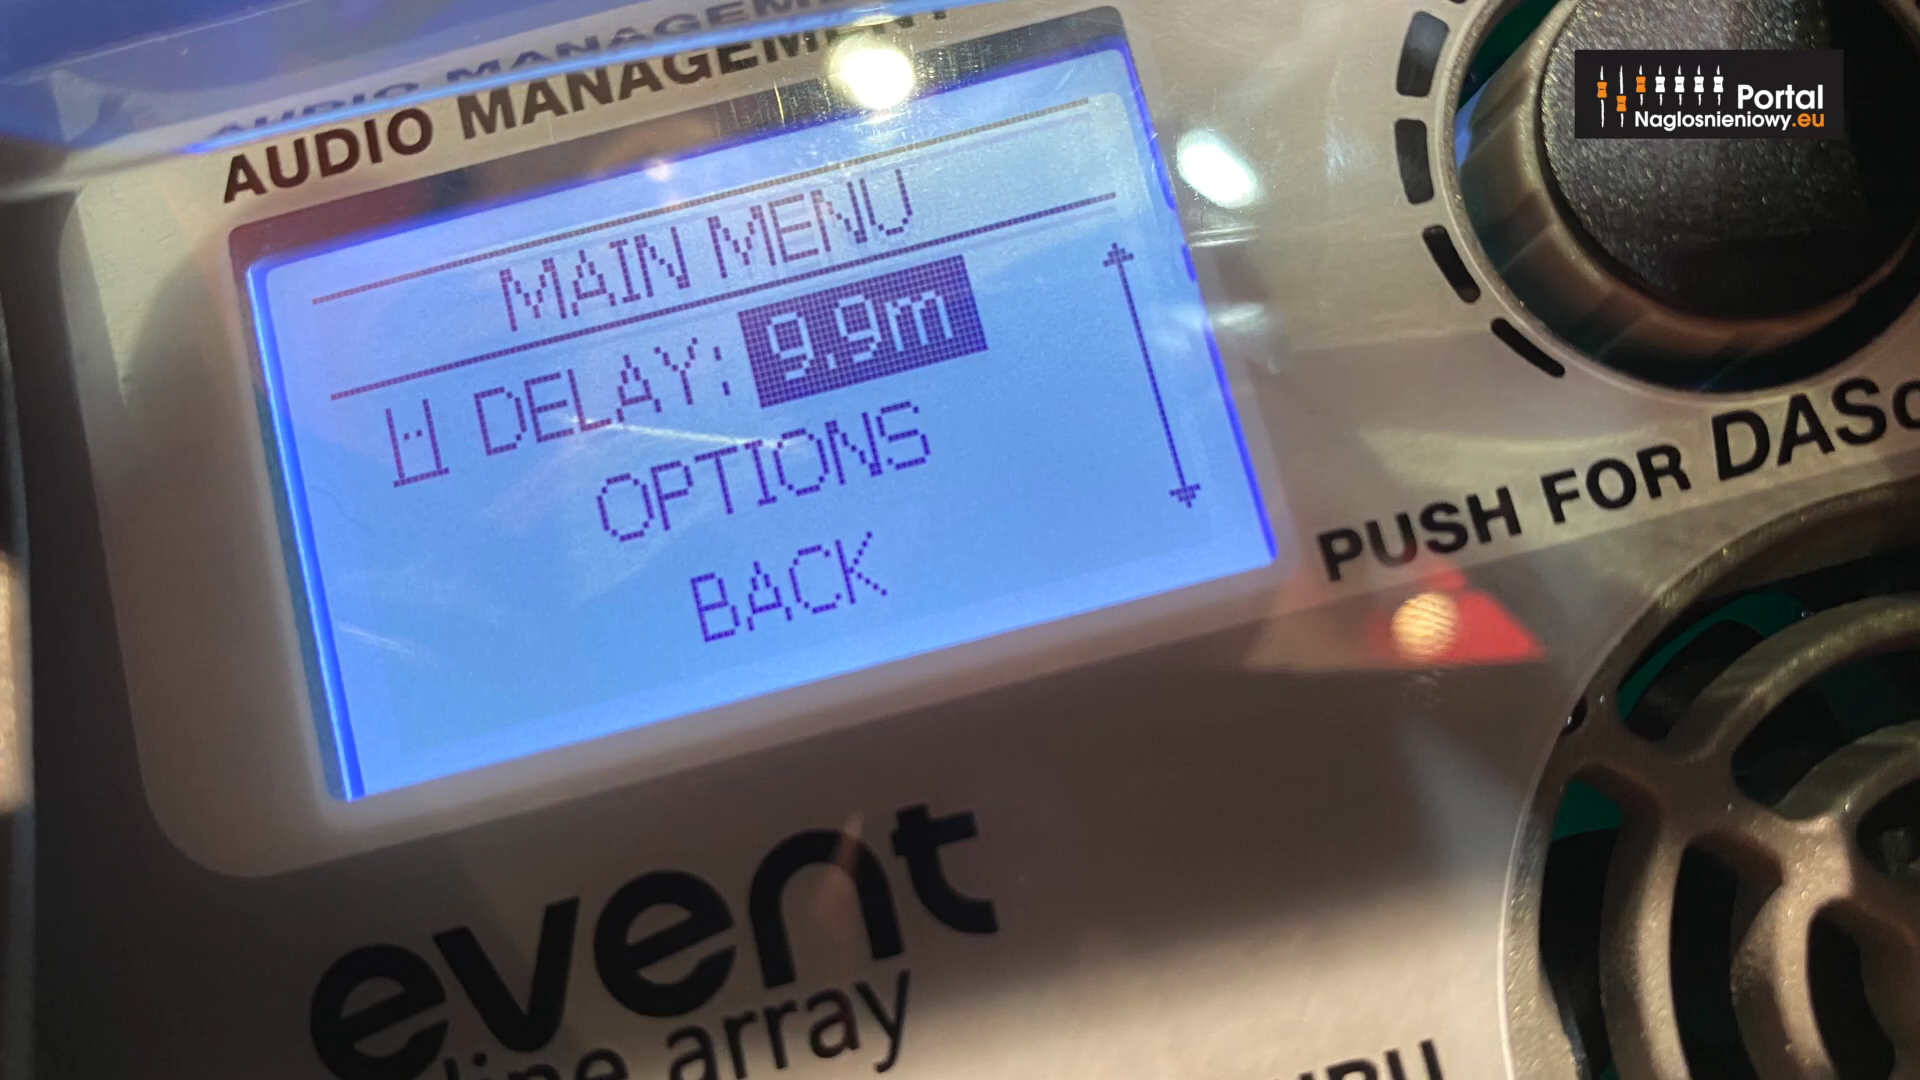 AUDIO MANAGEMENT
AUDIO MANAGEMENT
Portal
Naglosnieniowy.eu
MAIN MENU
DELAY: 9.9m
OPTIONS
BACK
PUSH FOR DASc
event
line array